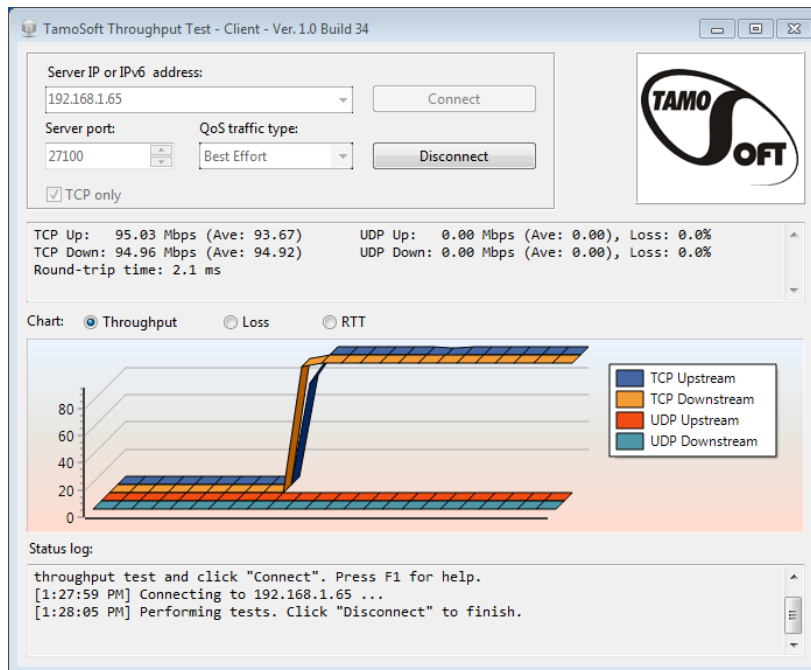 TamoSoft Throughput Test - Client - Ver. 1.0 Build 34
Server IP or IPv6 address:
192.168.1.65
Connect
Server port:
QoS traffic type:
27100
Best Effort
Disconnect
TCP only
TAMO
SOFT
TCP Up: 95.03 Mbps (Ave: 93.67) UDP Up: 0.00 Mbps (Ave: 0.00), Loss: 0.0%
TCP Down: 94.96 Mbps (Ave: 94.92) UDP Down: 0.00 Mbps (Ave: 0.00), Loss: 0.0%
Round-trip time: 2.1 ms
Chart: Throughput Loss RTT
80
60
40
20
0
TCP Upstream
TCP Downstream
UDP Upstream
UDP Downstream
Status log:
throughput test and click "Connect". Press F1 for help.
[1:27:59 PM] Connecting to 192.168.1.65 ...
[1:28:05 PM] Performing tests. Click "Disconnect" to finish.